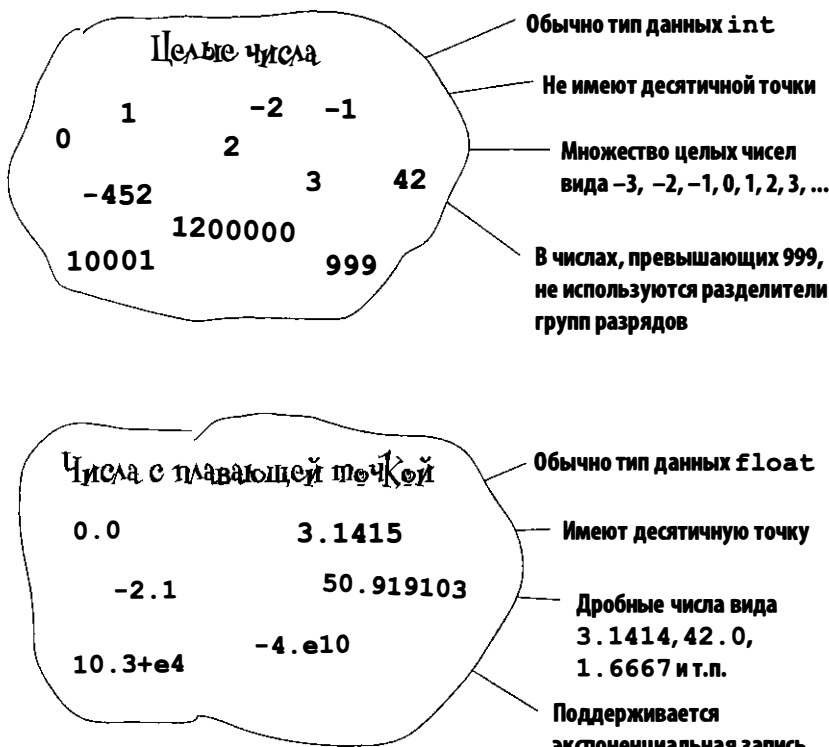 Целые числа
1
-2
-1
0
2
-452
3
42
1200000
10001
999
Обычно тип данных int
Не имеют десятичной точки
Множество целых чисел
вида –3, –2, –1, 0, 1, 2, 3, ...
В числах, превышающих 999,
не используются разделители
групп разрядов
Числа с плавающей точкой
0.0
3.1415
-2.1
50.919103
10.3+e4
-4.e10
Обычно тип данных float
Имеют десятичную точку
Дробные числа вида
3.1414, 42.0,
1.6667 и т.п.
Поддерживается
экспоненциальная запись